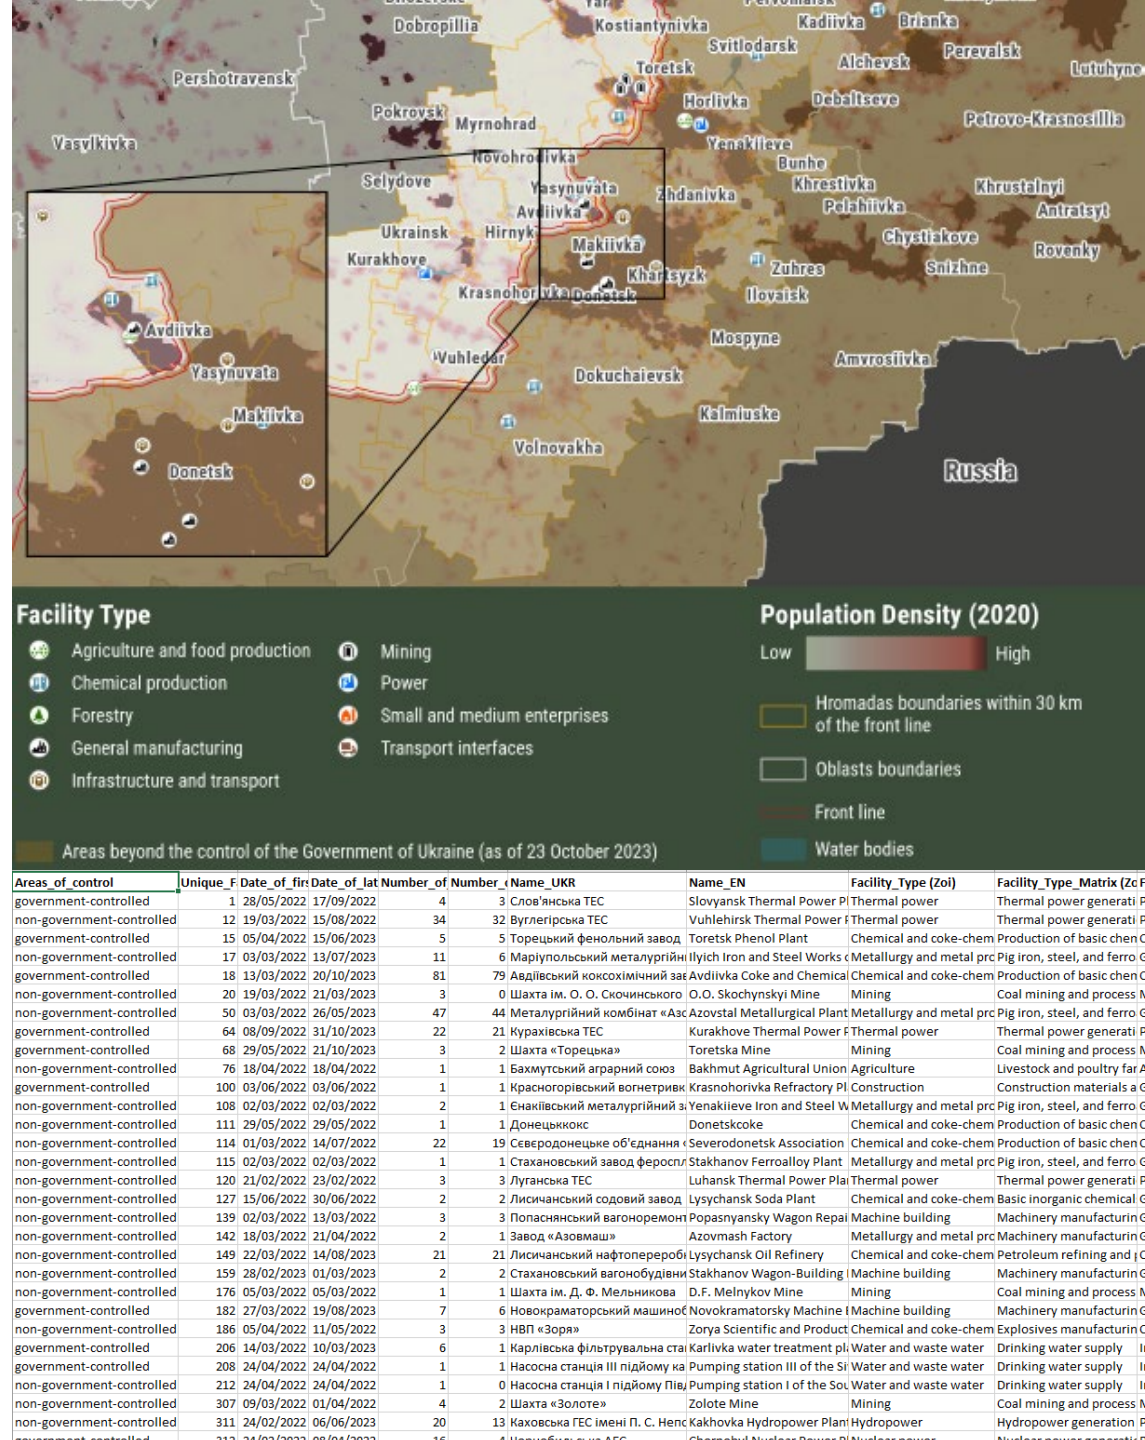 Dobropillia
Yar
Kostiantynivka
Pervomaisk
Kadiivka
Brianka
Svitlodarsk
Perevalsk
Toretsk
Alchevsk
Lutuhyne
Pershotravensk
Horlivka
Debaltseve
Pokrovsk
Myrnohrad
Petrovo-Krasnosillia
Vasylkivka
Yenakiieve
Novohrodivka
Bunhe
Selydove
Yasynuvata
Zhdanivka
Khrestivka
Khrustalnyi
Avdiivka
Pelahiivka
Antratsyt
Ukrainsk
Hirnyk
Makiivka
Chystiakove
Rovenky
Kurakhove
Khartsyzk
Zuhres
Snizhne
Krasnohorivka
Donetsk
Ilovaisk
Avdiivka
Mospyne
Vuhledar
Amvrosiivka
Yasynuvata
Dokuchaievsk
Makiivka
Kalmiuske
Volnovakha
Donetsk
Russia
Facility Type
Agriculture and food production
Chemical production
Forestry
General manufacturing
Infrastructure and transport
Mining
Power
Small and medium enterprises
Transport interfaces
Areas beyond the control of the Government of Ukraine (as of 23 October 2023)
Population Density (2020)
Low High
Hromadas boundaries within 30 km
of the front line
Oblasts boundaries
Front line
Water bodies
Areas_of_control Unique_F Date_of_firs Date_of_lat Number_of Number_ Name_UKR Name_EN Facility_Type (Zoi) Facility_Type_Matrix (Zo F
government-controlled 1 28/05/2022 17/09/2022 4 3 Слов'янська ТЕС Slovyansk Thermal Power Pl Thermal power Thermal power generati P
non-government-controlled 12 19/03/2022 15/08/2022 34 32 Вуглегірська ТЕС Vuhlehirsk Thermal Power P Thermal power Thermal power generati P
government-controlled 15 05/04/2022 15/06/2023 5 5 Торецький фенольний завод Toretsk Phenol Plant Chemical and coke-chem Production of basic chen C
non-government-controlled 17 03/03/2022 13/07/2023 11 6 Маріупольський металургійн Ilyich Iron and Steel Works o Metallurgy and metal pro Pig iron, steel, and ferro G
government-controlled 18 13/03/2022 20/10/2023 81 79 Авдіївський коксохімічний зав Avdiivka Coke and Chemical Chemical and coke-chem Production of basic chen C
non-government-controlled 20 19/03/2022 21/03/2023 3 0 Шахта ім. О. О. Скочинського O.O. Skochynskyi Mine Mining Coal mining and process M
non-government-controlled 50 03/03/2022 26/05/2023 47 44 Металургійний комбінат «Азо Azovstal Metallurgical Plant Metallurgy and metal pro Pig iron, steel, and ferro G
government-controlled 64 08/09/2022 31/10/2023 22 21 Курахівська ТЕС Kurakhove Thermal Power P Thermal power Thermal power generati P
government-controlled 68 29/05/2022 21/10/2023 3 2 Шахта «Торецька» Toretska Mine Mining Coal mining and process M
non-government-controlled 76 18/04/2022 18/04/2022 1 1 Бахмутський аграрний союз Bakhmut Agricultural Union Agriculture Livestock and poultry far A
government-controlled 100 03/06/2022 03/06/2022 1 1 Красногорівський вогнетривк Krasnohorivka Refractory Pl Construction Construction materials a G
non-government-controlled 108 02/03/2022 02/03/2022 2 1 Єнакіївський металургійний з Yenakiieve Iron and Steel W Metallurgy and metal pro Pig iron, steel, and ferro G
non-government-controlled 111 29/05/2022 29/05/2022 1 1 Донецьккокс Donetskcoke Chemical and coke-chem Production of basic chen C
non-government-controlled 114 01/03/2022 14/07/2022 22 19 Сєвєродонецьке об'єднання « Severodonetsk Association Chemical and coke-chem Production of basic chen C
non-government-controlled 115 02/03/2022 02/03/2022 1 1 Стахановський завод фероспл Stakhanov Ferroalloy Plant Metallurgy and metal pro Pig iron, steel, and ferro G
non-government-controlled 120 21/02/2022 23/02/2022 3 3 Луганська ТЕС Luhansk Thermal Power Pla Thermal power Thermal power generati P
non-government-controlled 127 15/06/2022 30/06/2022 2 2 Лисичанський содовий завод Lysychansk Soda Plant Chemical and coke-chem Basic inorganic chemical G
non-government-controlled 139 02/03/2022 13/03/2022 3 3 Попаснянський вагоноремонт Popasnyansky Wagon Repai Machine building Machinery manufacturin G
non-government-controlled 142 18/03/2022 21/04/2022 2 1 Завод «Азовмаш» Azovmash Factory Metallurgy and metal pro Machinery manufacturin G
non-government-controlled 149 22/03/2023 14/08/2023 21 21 Лисичанський нафтопереробн Lysychansk Oil Refinery Chemical and coke-chem Petroleum refining and p C
non-government-controlled 159 28/02/2023 01/03/2023 2 2 Стахановський вагонобудівни Stakhanov Wagon-Building Machine building Machinery manufacturin G
non-government-controlled 176 05/03/2022 05/03/2022 1 1 Шахта ім. Д. Ф. Мельникова D.F. Melnykov Mine Mining Coal mining and process M
government-controlled 182 27/03/2022 19/08/2023 7 6 Новокраматорський машиноб Novokramatorsky Machine B Machine building Machinery manufacturin G
non-government-controlled 186 05/04/2022 11/05/2022 3 3 НВП «Зоря» Zorya Scientific and Product Chemical and coke-chem Explosives manufacturin G
government-controlled 206 14/03/2022 10/03/2023 6 1 Карлівська фільтрувальна ста Karlivka water treatment pla Water and waste water Drinking water supply I
government-controlled 208 24/04/2022 24/04/2022 1 1 Насосна станція III підйому ка Pumping station III of the Si Water and waste water Drinking water supply I
non-government-controlled 212 24/04/2022 24/04/2022 1 0 Насосна станція I підйому Пів Pumping station I of the Sou Water and waste water Drinking water supply I
non-government-controlled 307 09/03/2022 01/04/2022 4 2 Шахта «Золоте» Zolote Mine Mining Coal mining and process M
non-government-controlled 311 24/02/2022 06/06/2023 20 13 Каховська ГЕС імені П. С. Непо Kakhovka Hydropower Plant Hydropower Hydropower generation P